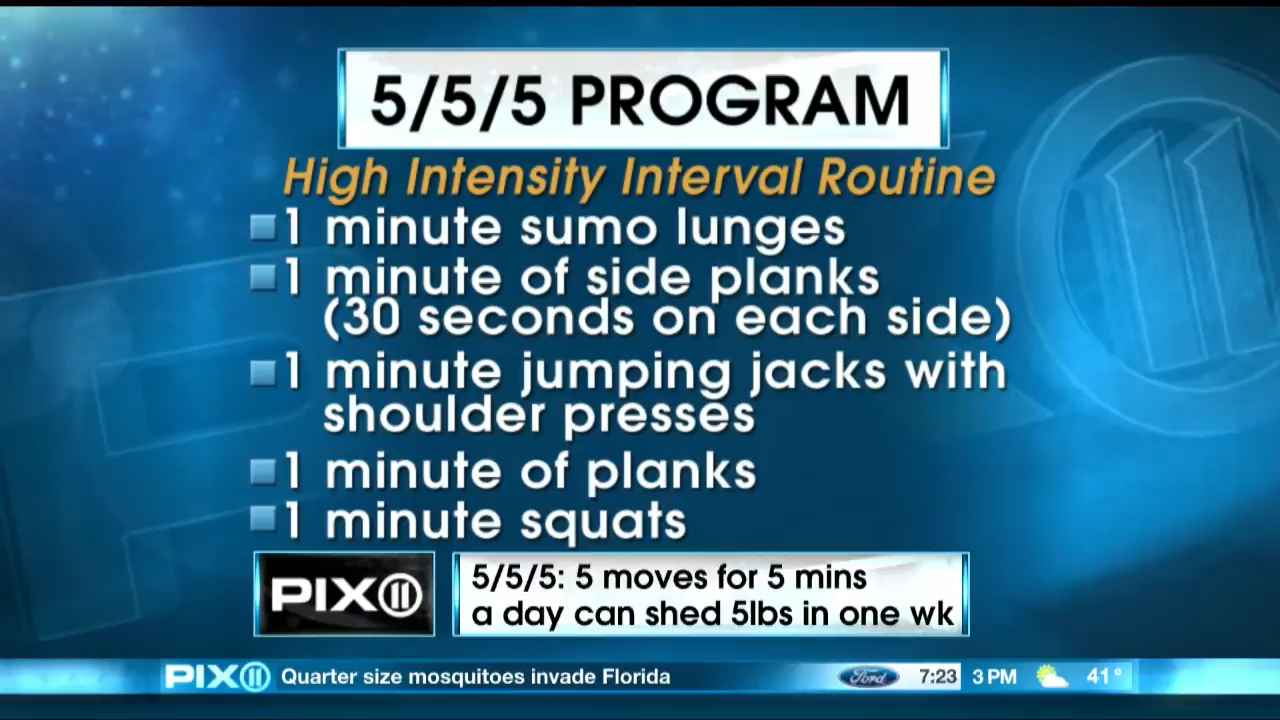 5/5/5 PROGRAM
High Intensity Interval Routine
1 minute sumo lunges
1 minute of side planks
(30 seconds on each side)
1 minute jumping jacks with
shoulder presses
1 minute of planks
1 minute squats
PIX11
5/5/5: 5 moves for 5 mins
a day can shed 5lbs in one wk
PIX11 Quarter size mosquitoes invade Florida Ford 7:23 3 PM 41°